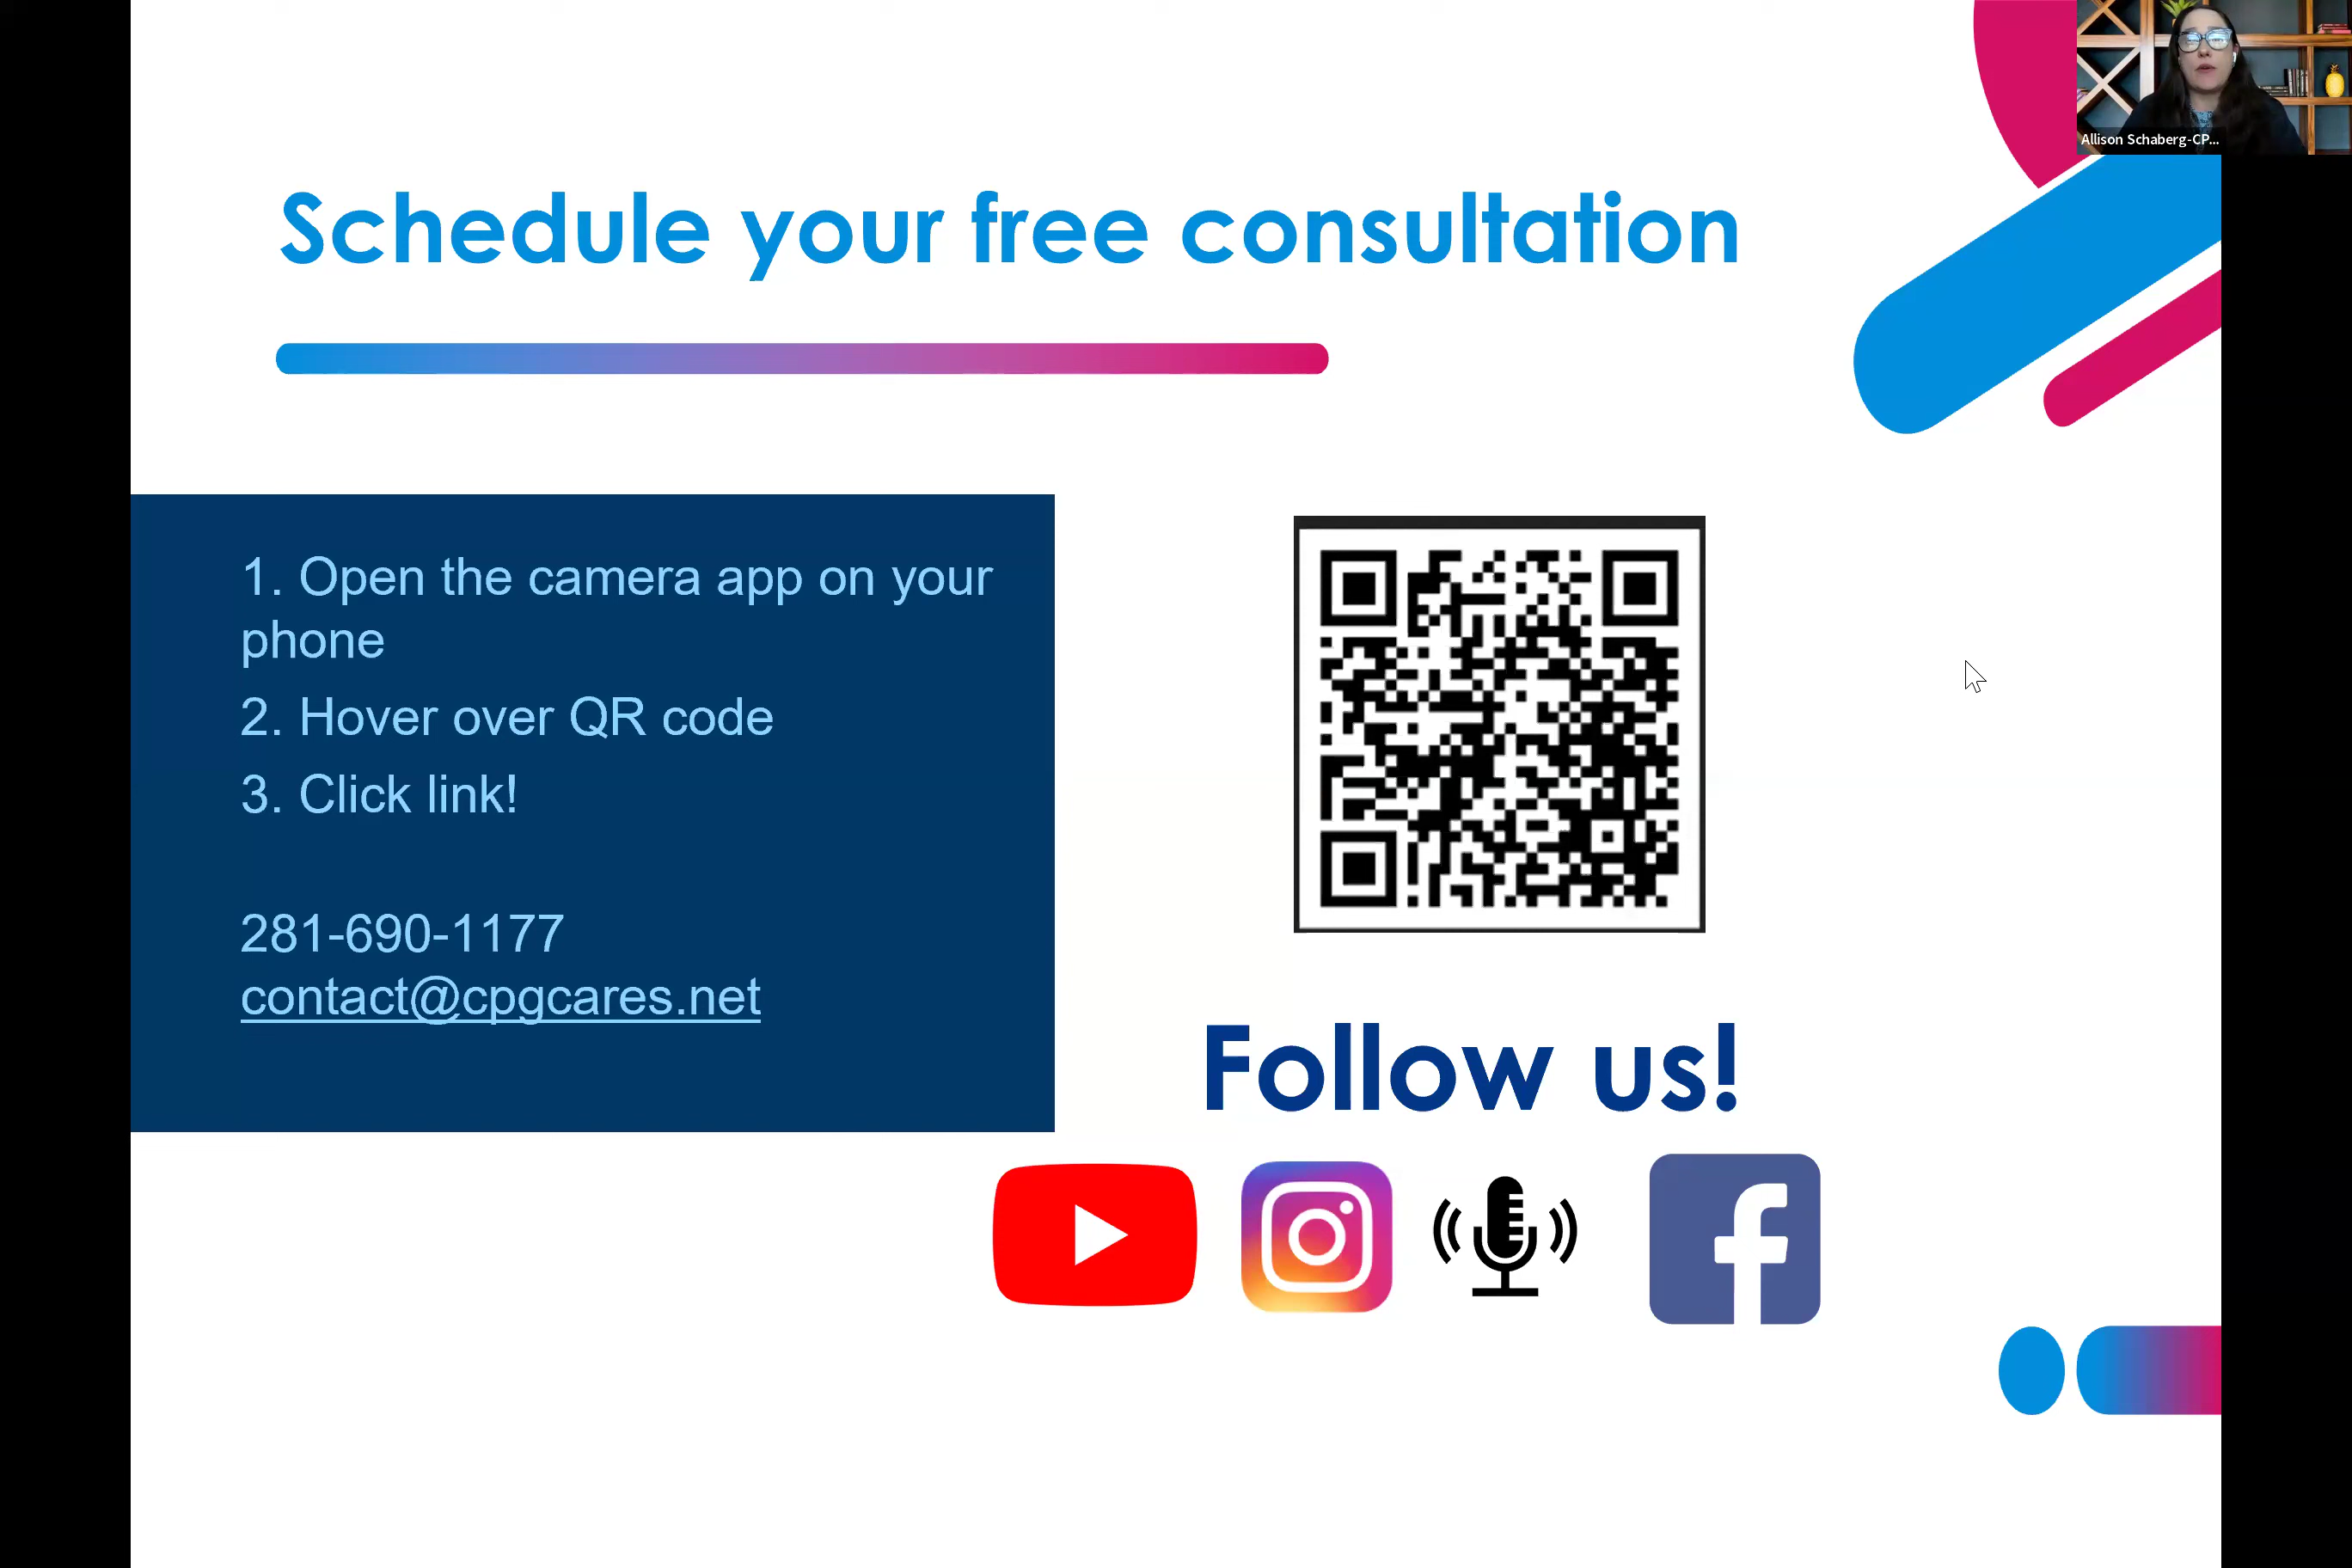 Allison Schaberg-CP...
Schedule your free consultation
1. Open the camera app on your
phone
2. Hover over QR code
3. Click link!
281-690-1177
contact@cpgcares.net
Follow us!